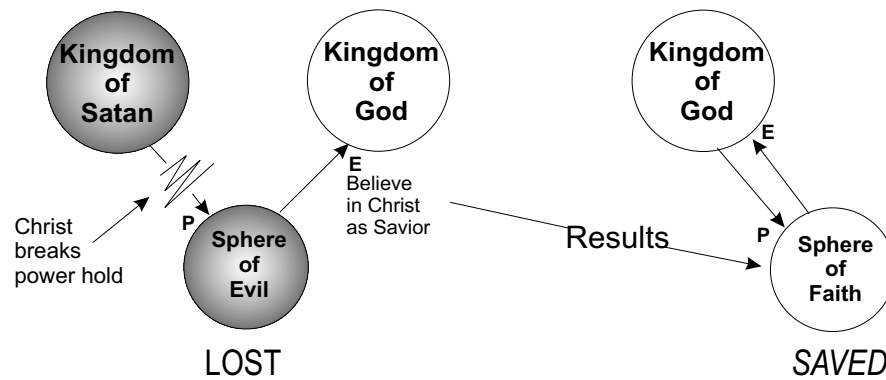 Kingdom
of
Satan
Kingdom
of
God
Kingdom
of
God
E
E
Believe
in Christ
as Savior
Christ
breaks
power hold
P
Sphere
of
Evil
Results
P
Sphere
of
Faith
LOST
SAVED